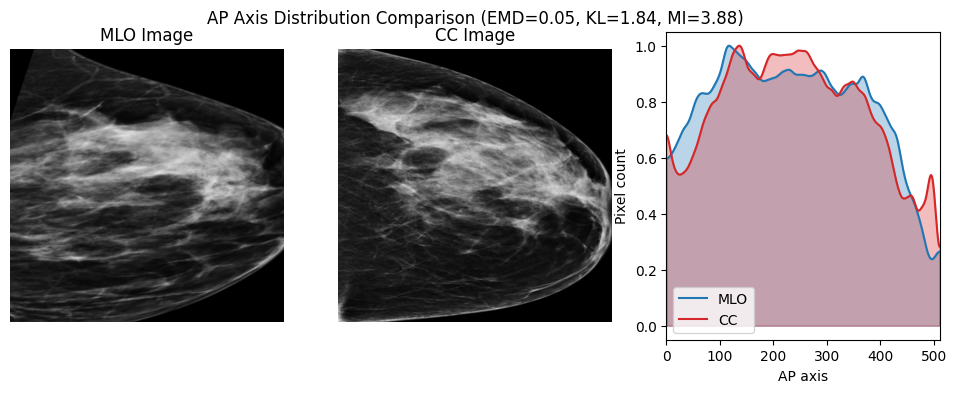 AP Axis Distribution Comparison (EMD=0.05, KL=1.84, MI=3.88)
MLO Image
CC Image
Pixel count
1.0
0.8
0.6
0.4
0.2
0.0
MLO
CC
0 100 200 300 400 500
AP axis